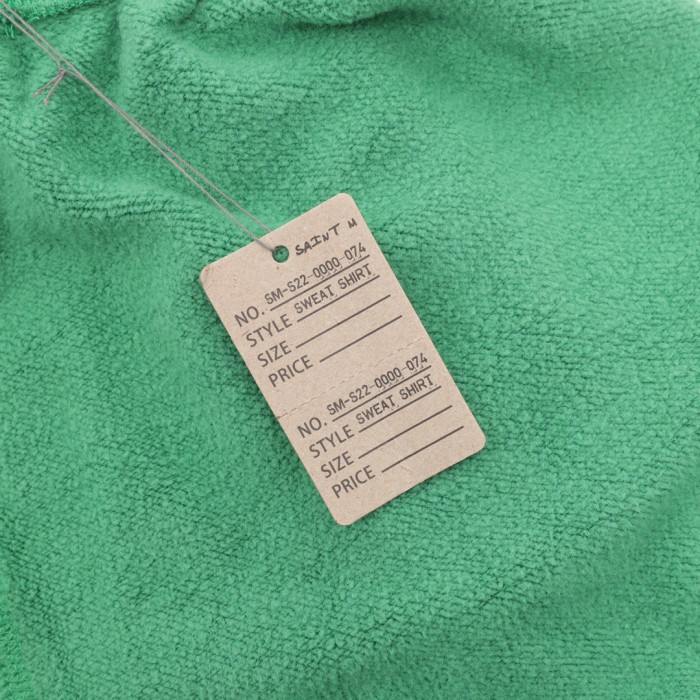 SAINT M
NO. SM-S22-0000-074
STYLE SWEAT SHIRT
SIZE
PRICE
NO. SM-S22-0000-074
STYLE SWEAT SHIRT
SIZE
PRICE